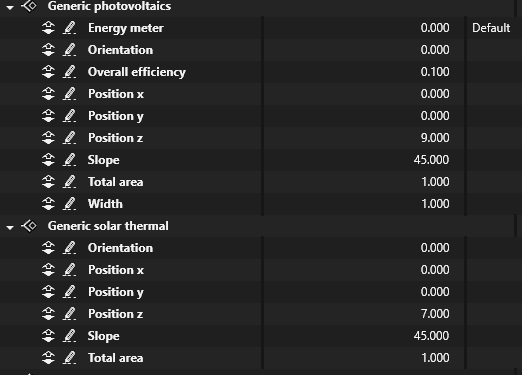 Generic photovoltaics
Energy meter 0.000 Default
Orientation 0.000
Overall efficiency 0.100
Position x 0.000
Position y 0.000
Position z 9.000
Slope 45.000
Total area 1.000
Width 1.000
Generic solar thermal
Orientation 0.000
Position x 0.000
Position y 0.000
Position z 7.000
Slope 45.000
Total area 1.000